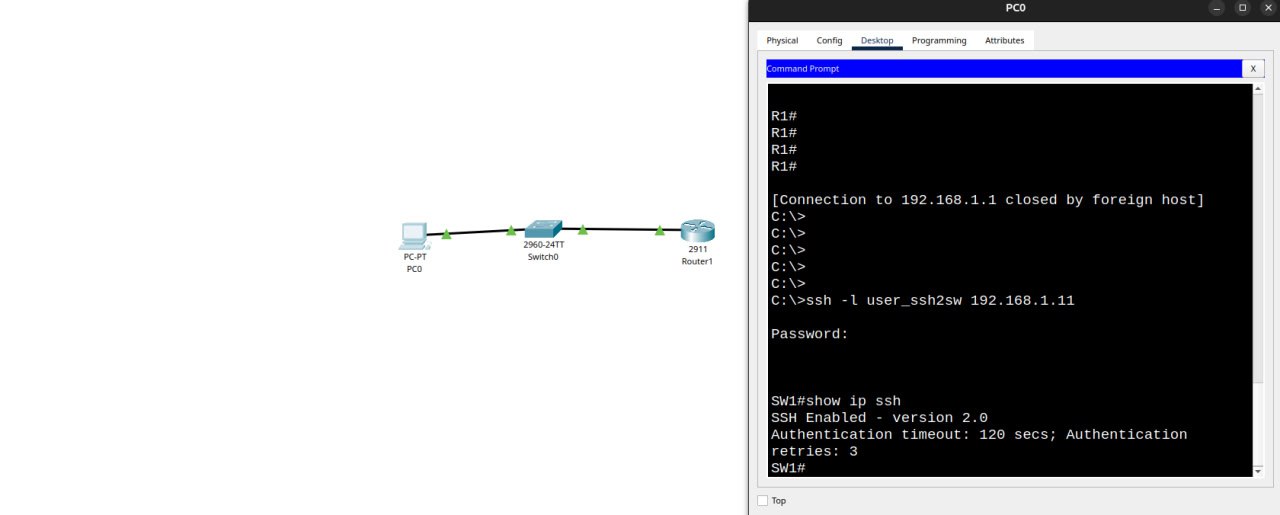 PC0
Physical Config Desktop Programming Attributes
Command Prompt X
R1#
R1#
R1#
R1#
[Connection to 192.168.1.1 closed by foreign host]
C:\>
C:\>
C:\>
C:\>
C:\>
C:\>ssh -l user_ssh2sw 192.168.1.11
Password:
SW1#show ip ssh
SSH Enabled - version 2.0
Authentication timeout: 120 secs; Authentication
retries: 3
SW1#
Top
PC-PT
PC0
2960-24TT
Switch0
2911
Router1